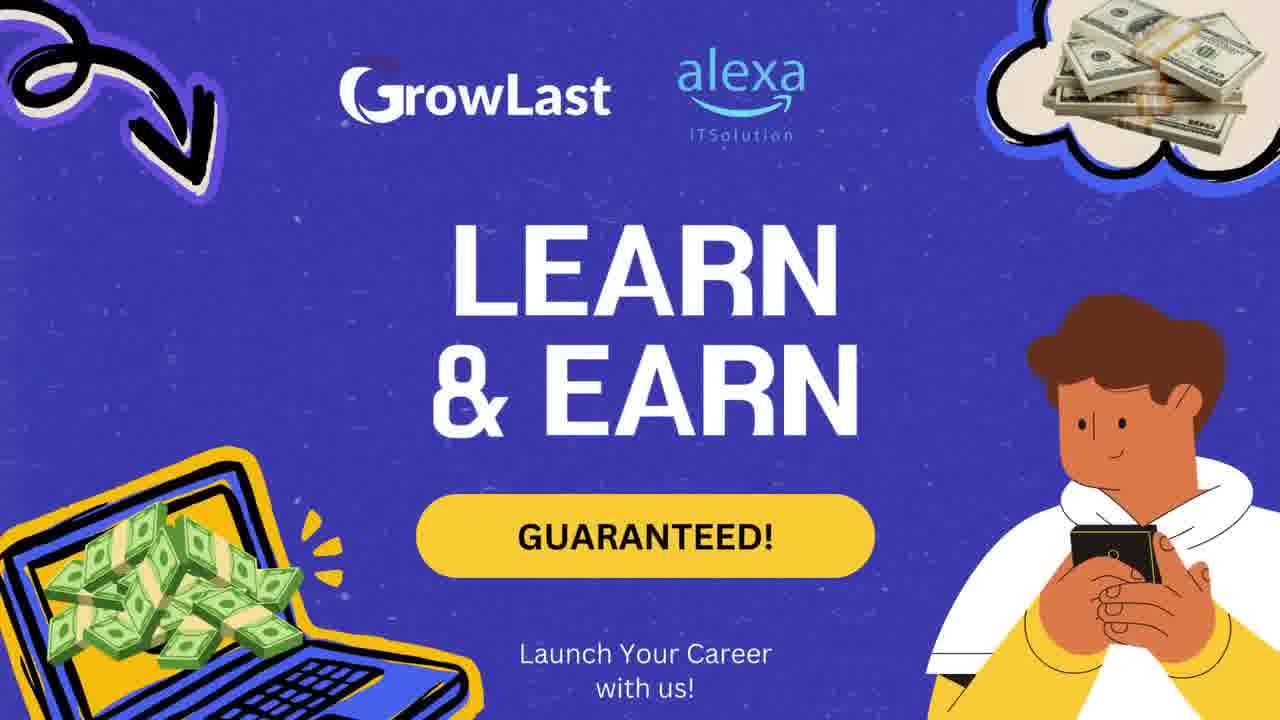 GrowLast
alexa
ITSolution
LEARN
& EARN
GUARANTEED!
Launch Your Career
with us!